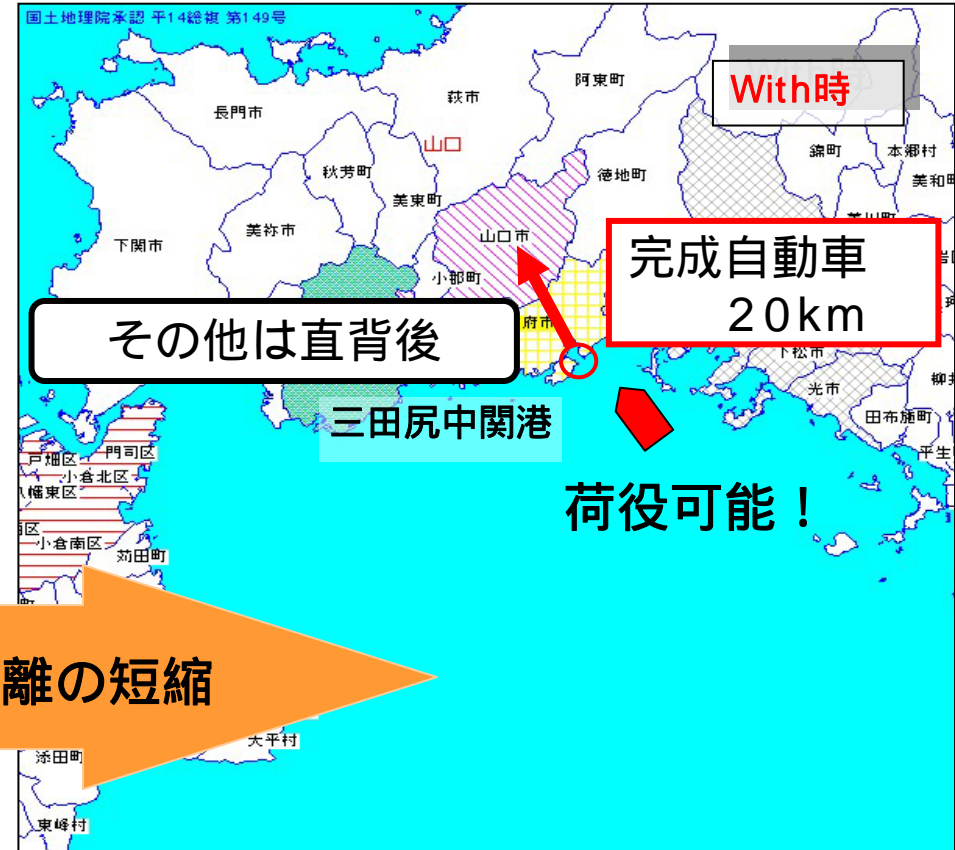 国土地理院承認 平14総複 第149号
With時
阿東町
萩市
長門市
山口
錦町
本郷村
秋芳町
徳地町
美和町
美東町
美川町
山口市
美祢市
下関市
小郡町
完成自動車
20km
その他は直背後
府市
下松市
光市
柳井
三田尻中関港
田布施町
平生
門司区
戸畑区
小倉北区
八幡東区
荷役可能!
小倉南区
苅田町
離の短縮
大平村
添田町
東峰村